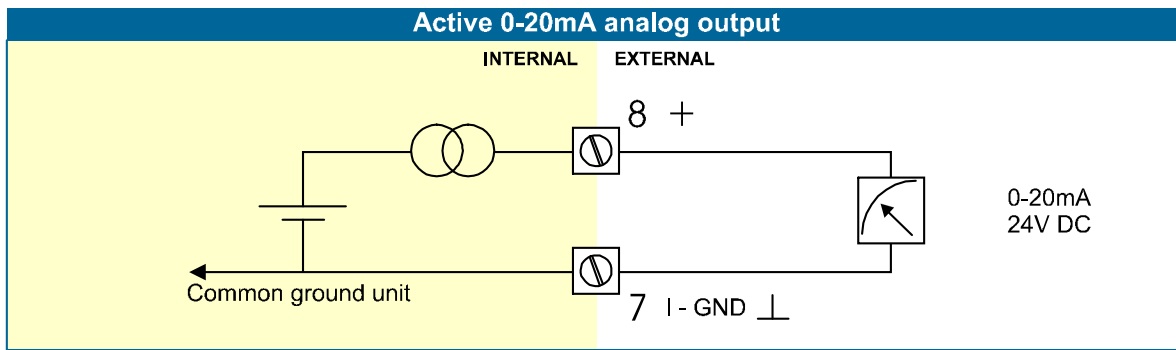 Active 0-20mA analog output
INTERNAL EXTERNAL
8 +
0-20mA
24V DC
Common ground unit
7 I - GND ⊥